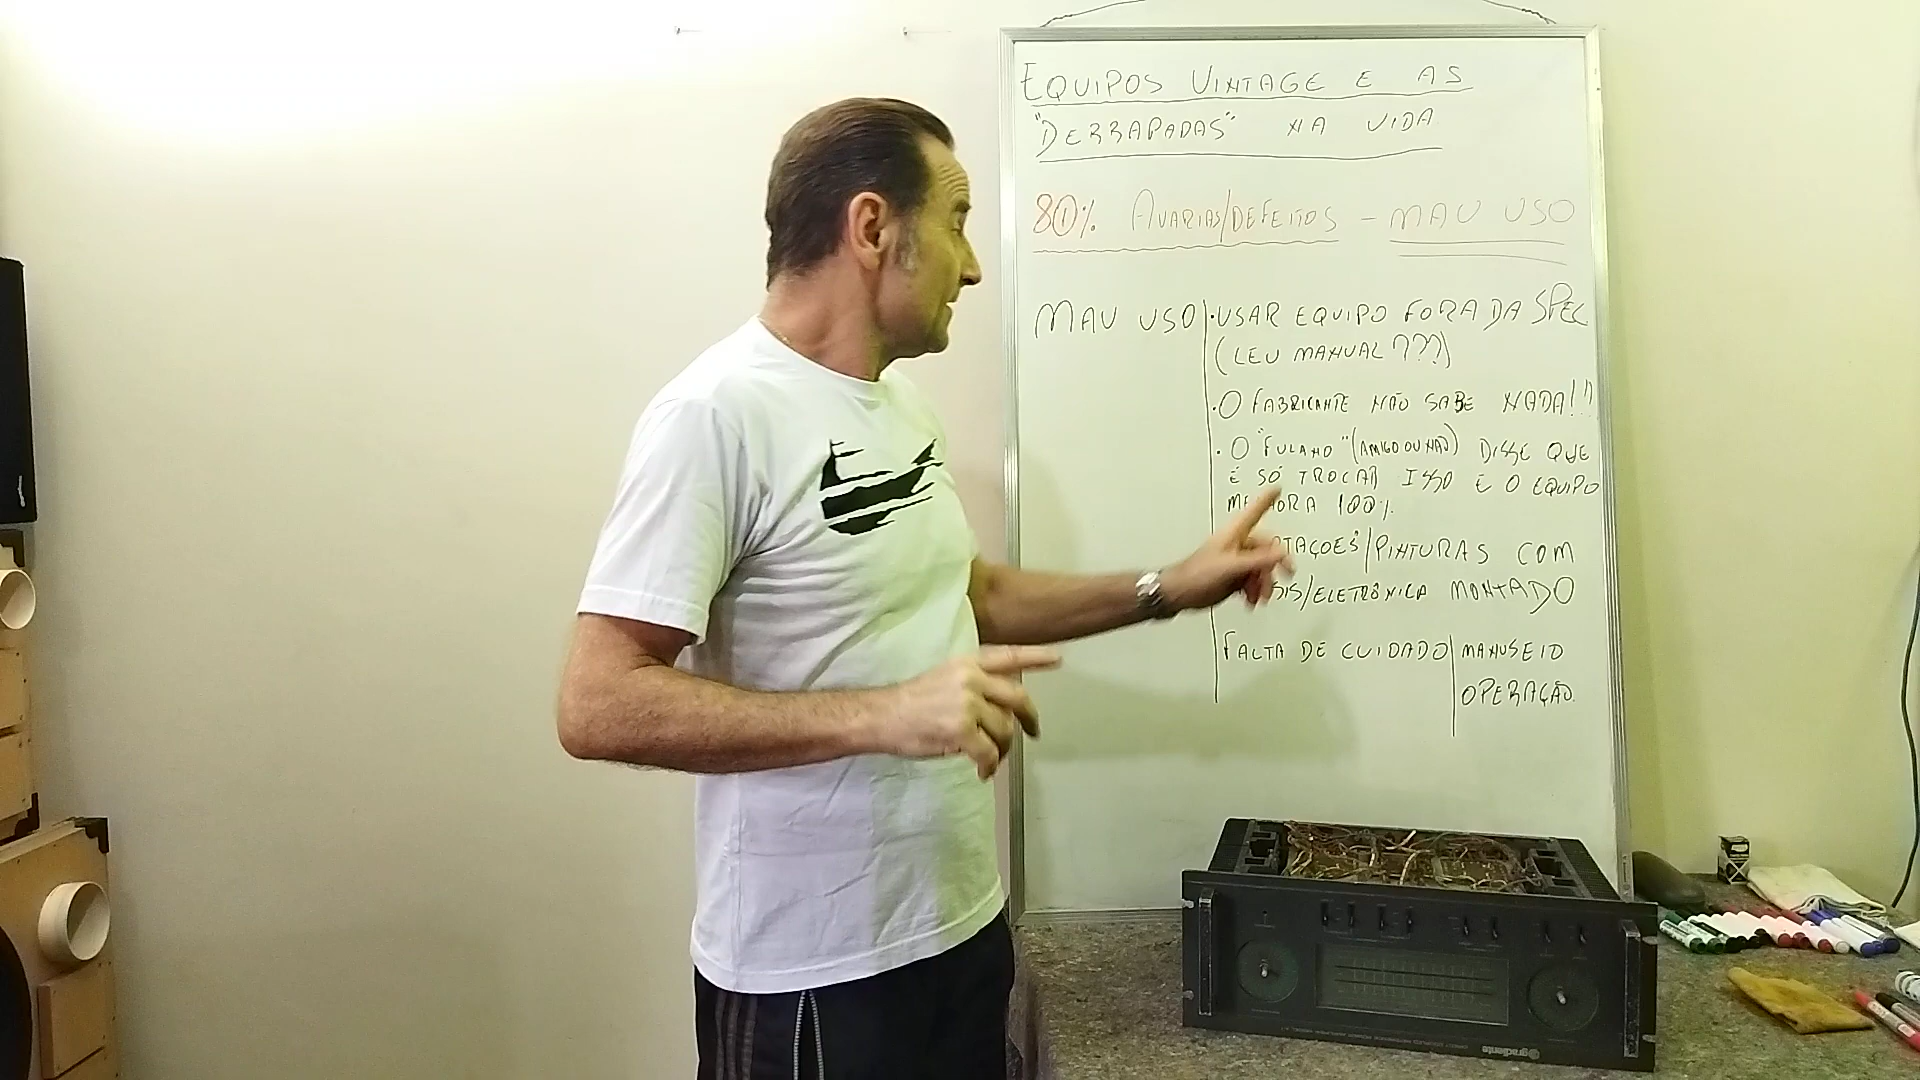 EQUIPOS VINTAGE E AS
"DERRAPADAS" NA VIDA
80% AVARIAS/DEFEITOS - MAU USO
MAU USO
• USAR EQUIPO FORA DA SPEC
(LEU MANUAL???)
• O FABRICANTE NÃO SABE NADA!!
• O "FULANO" (AMIGO OU NÃO) DISSE QUE
É SÓ TROCAR ISSO E O EQUIPO
100%.
/PINTURAS COM
/ELETRÔNICA MONTADO
FALTA DE CUIDADO
MANUSEIO
OPERAÇÃO.
gradiente